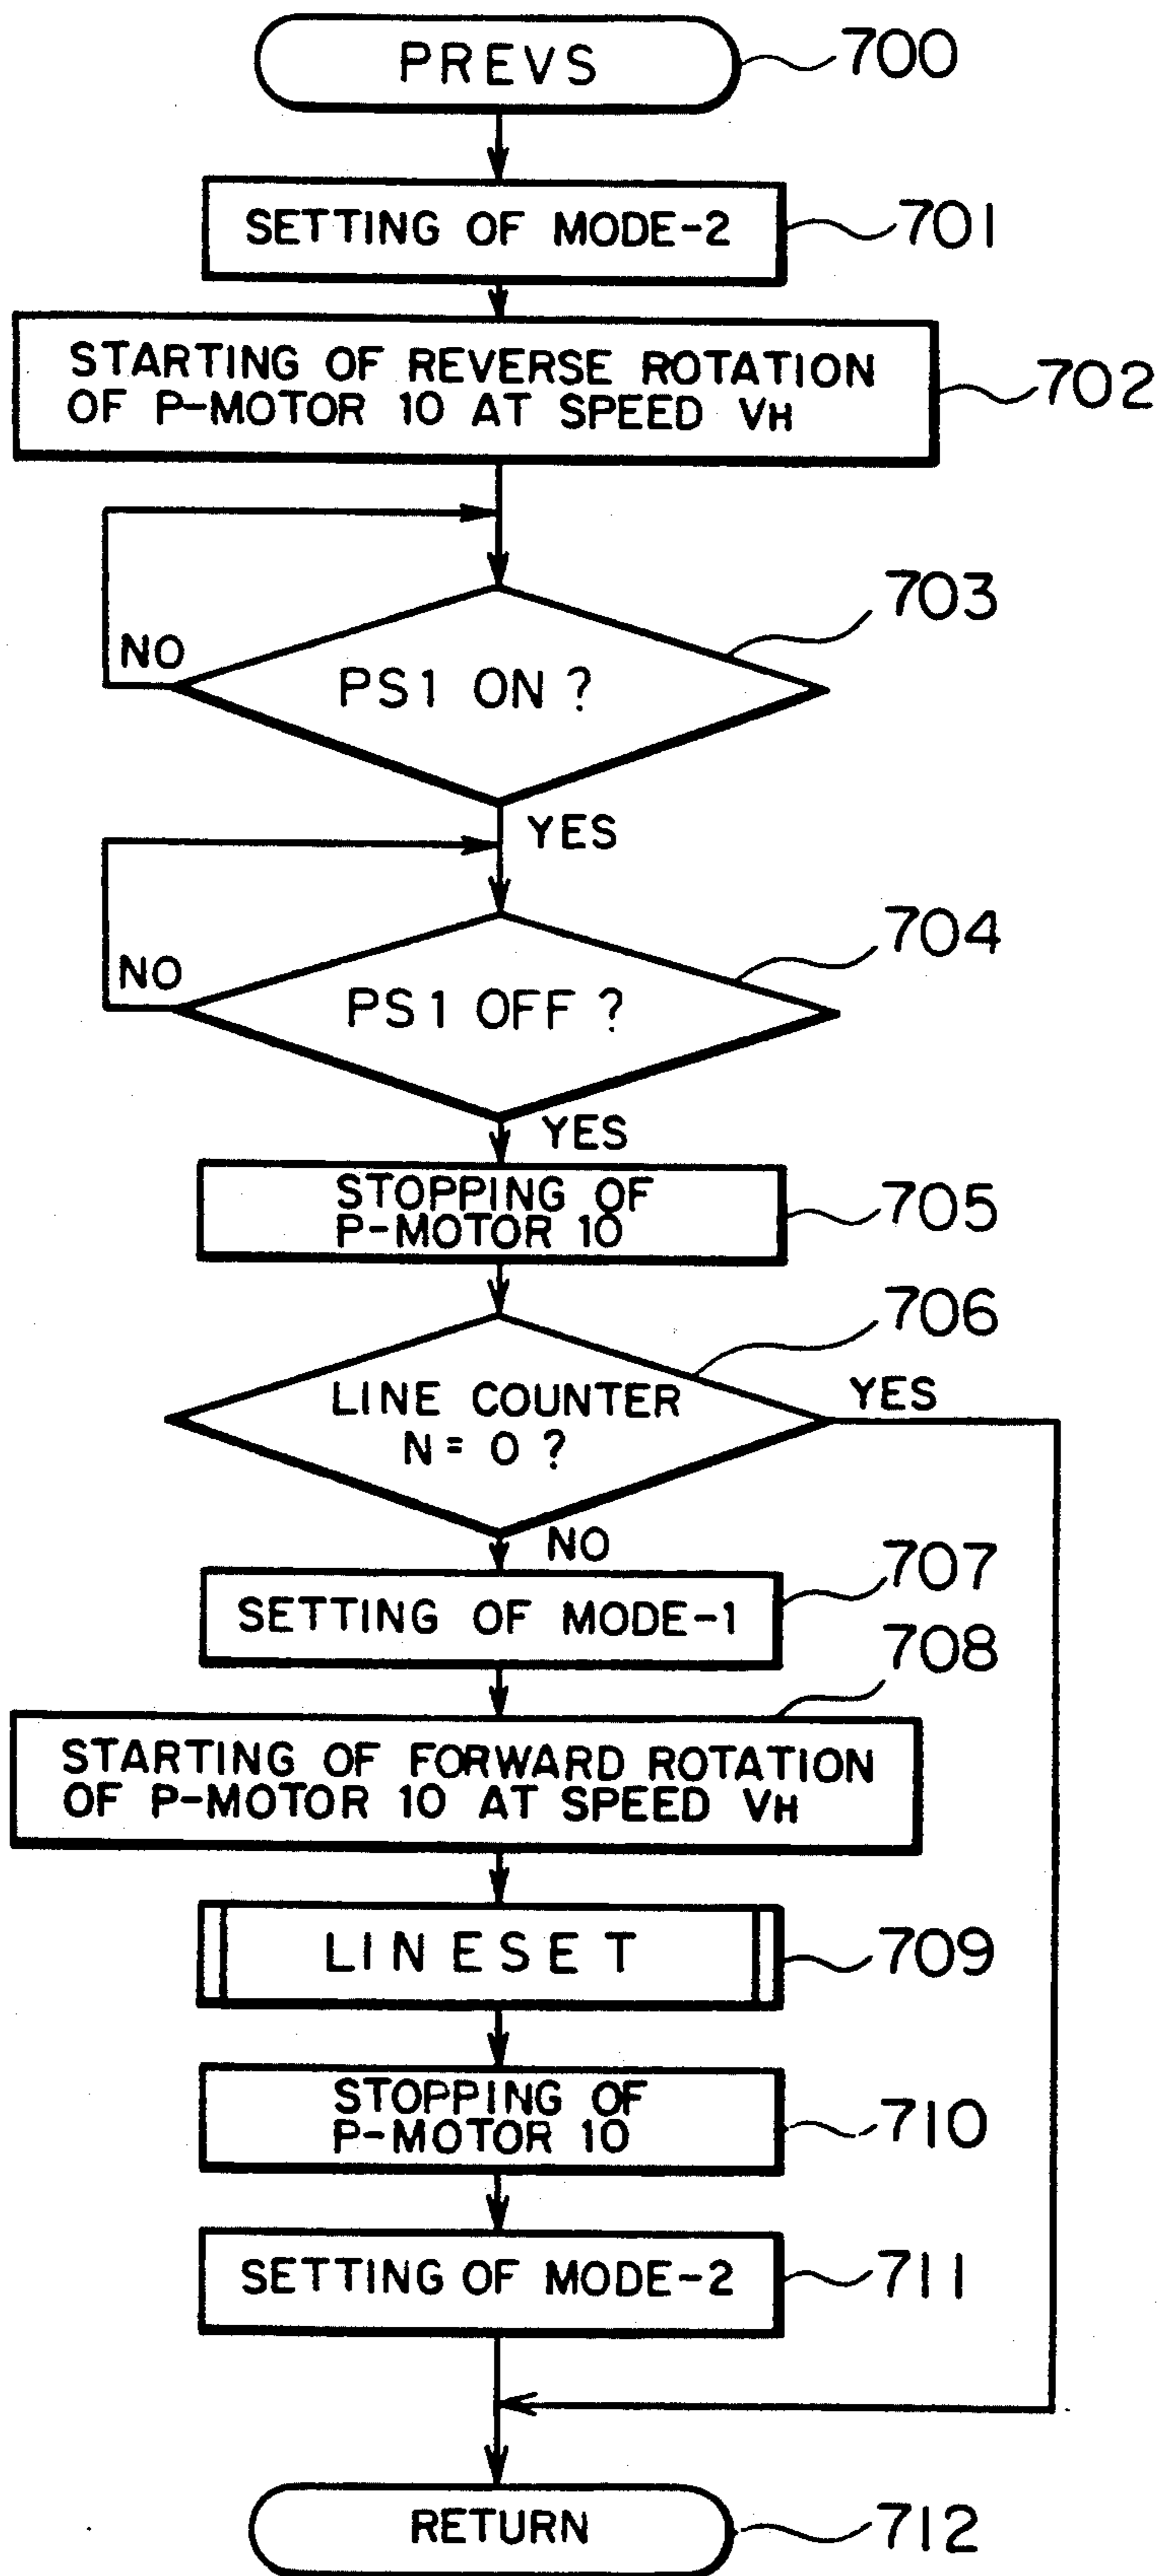 PREVS
700
SETTING OF MODE-2
701
STARTING OF REVERSE ROTATION
OF P-MOTOR 10 AT SPEED VH
702
703
NO
PS1 ON ?
YES
704
NO
PS1 OFF ?
YES
STOPPING OF
P-MOTOR 10
705
706
LINE COUNTER
N = 0 ?
YES
NO
707
SETTING OF MODE-1
708
STARTING OF FORWARD ROTATION
OF P-MOTOR 10 AT SPEED VH
LINESET
709
STOPPING OF
P-MOTOR 10
710
SETTING OF MODE-2
711
RETURN
712